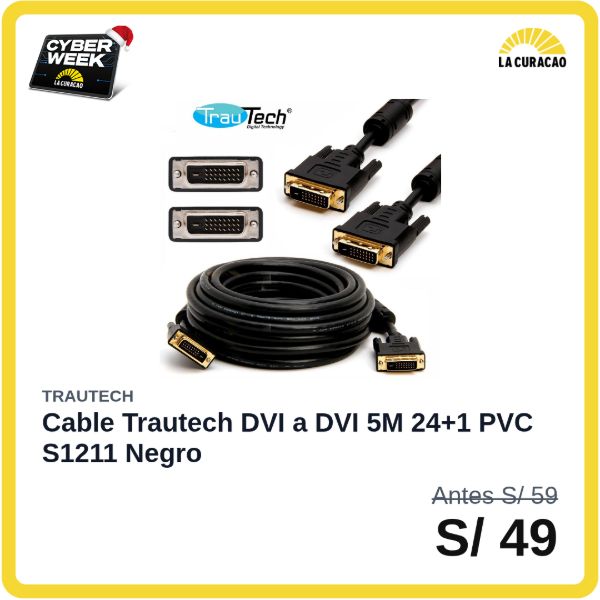 CYBER
WEEK
LA CURACAO
LA CURACAO
TrauTech®
Digital Technology
TRAUTECH
Cable Trautech DVI a DVI 5M 24+1 PVC
S1211 Negro
Antes S/ 59
S/ 49